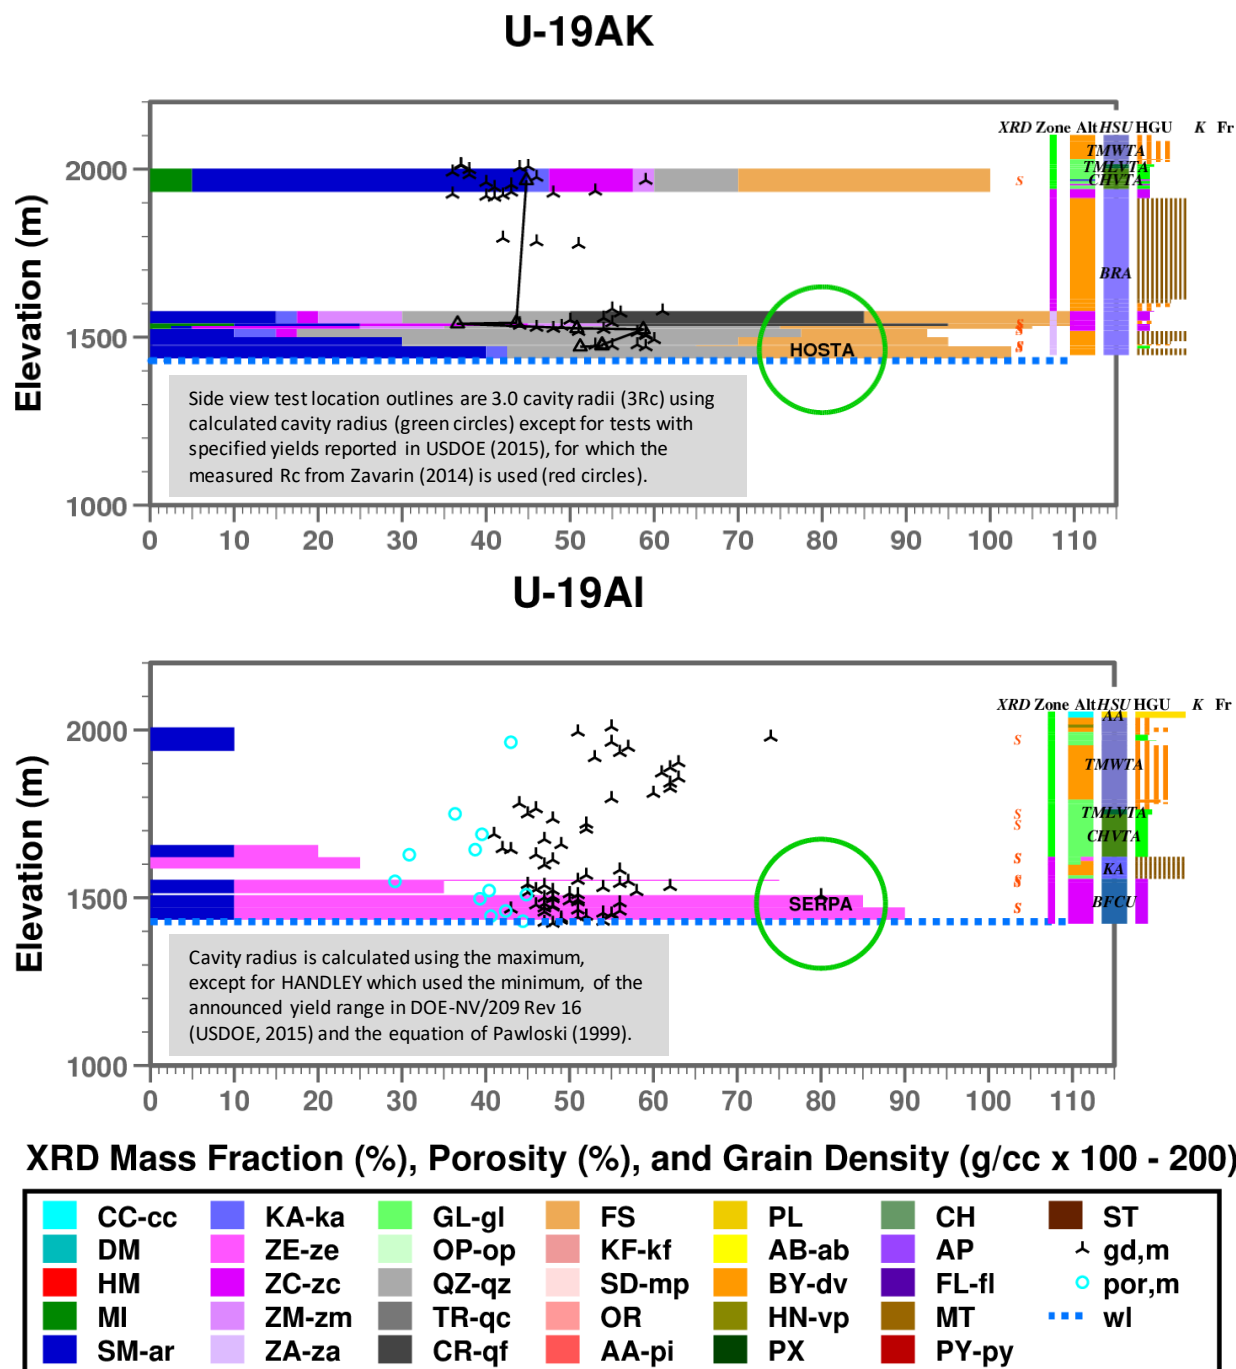 U-19AK
XRD Zone Alt HSU HGU K Fr
TMWTA
TMLVTA
CHVTA
S
BRA
S
S
S
HOSTA
Elevation (m)
2000
1500
1000
Side view test location outlines are 3.0 cavity radii (3Rc) using
calculated cavity radius (green circles) except for tests with
specified yields reported in USDOE (2015), for which the
measured Rc from Zavarin (2014) is used (red circles).
0 10 20 30 40 50 60 70 80 90 100 110
U-19AI
XRD Zone Alt HSU HGU K Fr
AA
S
TMWTA
TMLVTA
S
S
CHVTA
S
KA
S
BFCU
S
SERPA
Elevation (m)
2000
1500
1000
Cavity radius is calculated using the maximum,
except for HANDLEY which used the minimum, of the
announced yield range in DOE-NV/209 Rev 16
(USDOE, 2015) and the equation of Pawloski (1999).
0 10 20 30 40 50 60 70 80 90 100 110
XRD Mass Fraction (%), Porosity (%), and Grain Density (g/cc x 100 - 200)
CC-cc KA-ka GL-gl FS PL CH ST
DM ZE-ze OP-op KF-kf AB-ab AP gd,m
HM ZC-zc QZ-qz SD-mp BY-dv FL-fl por,m
MI ZM-zm TR-qc OR HN-vp MT wl
SM-ar ZA-za CR-qf AA-pi PX PY-py